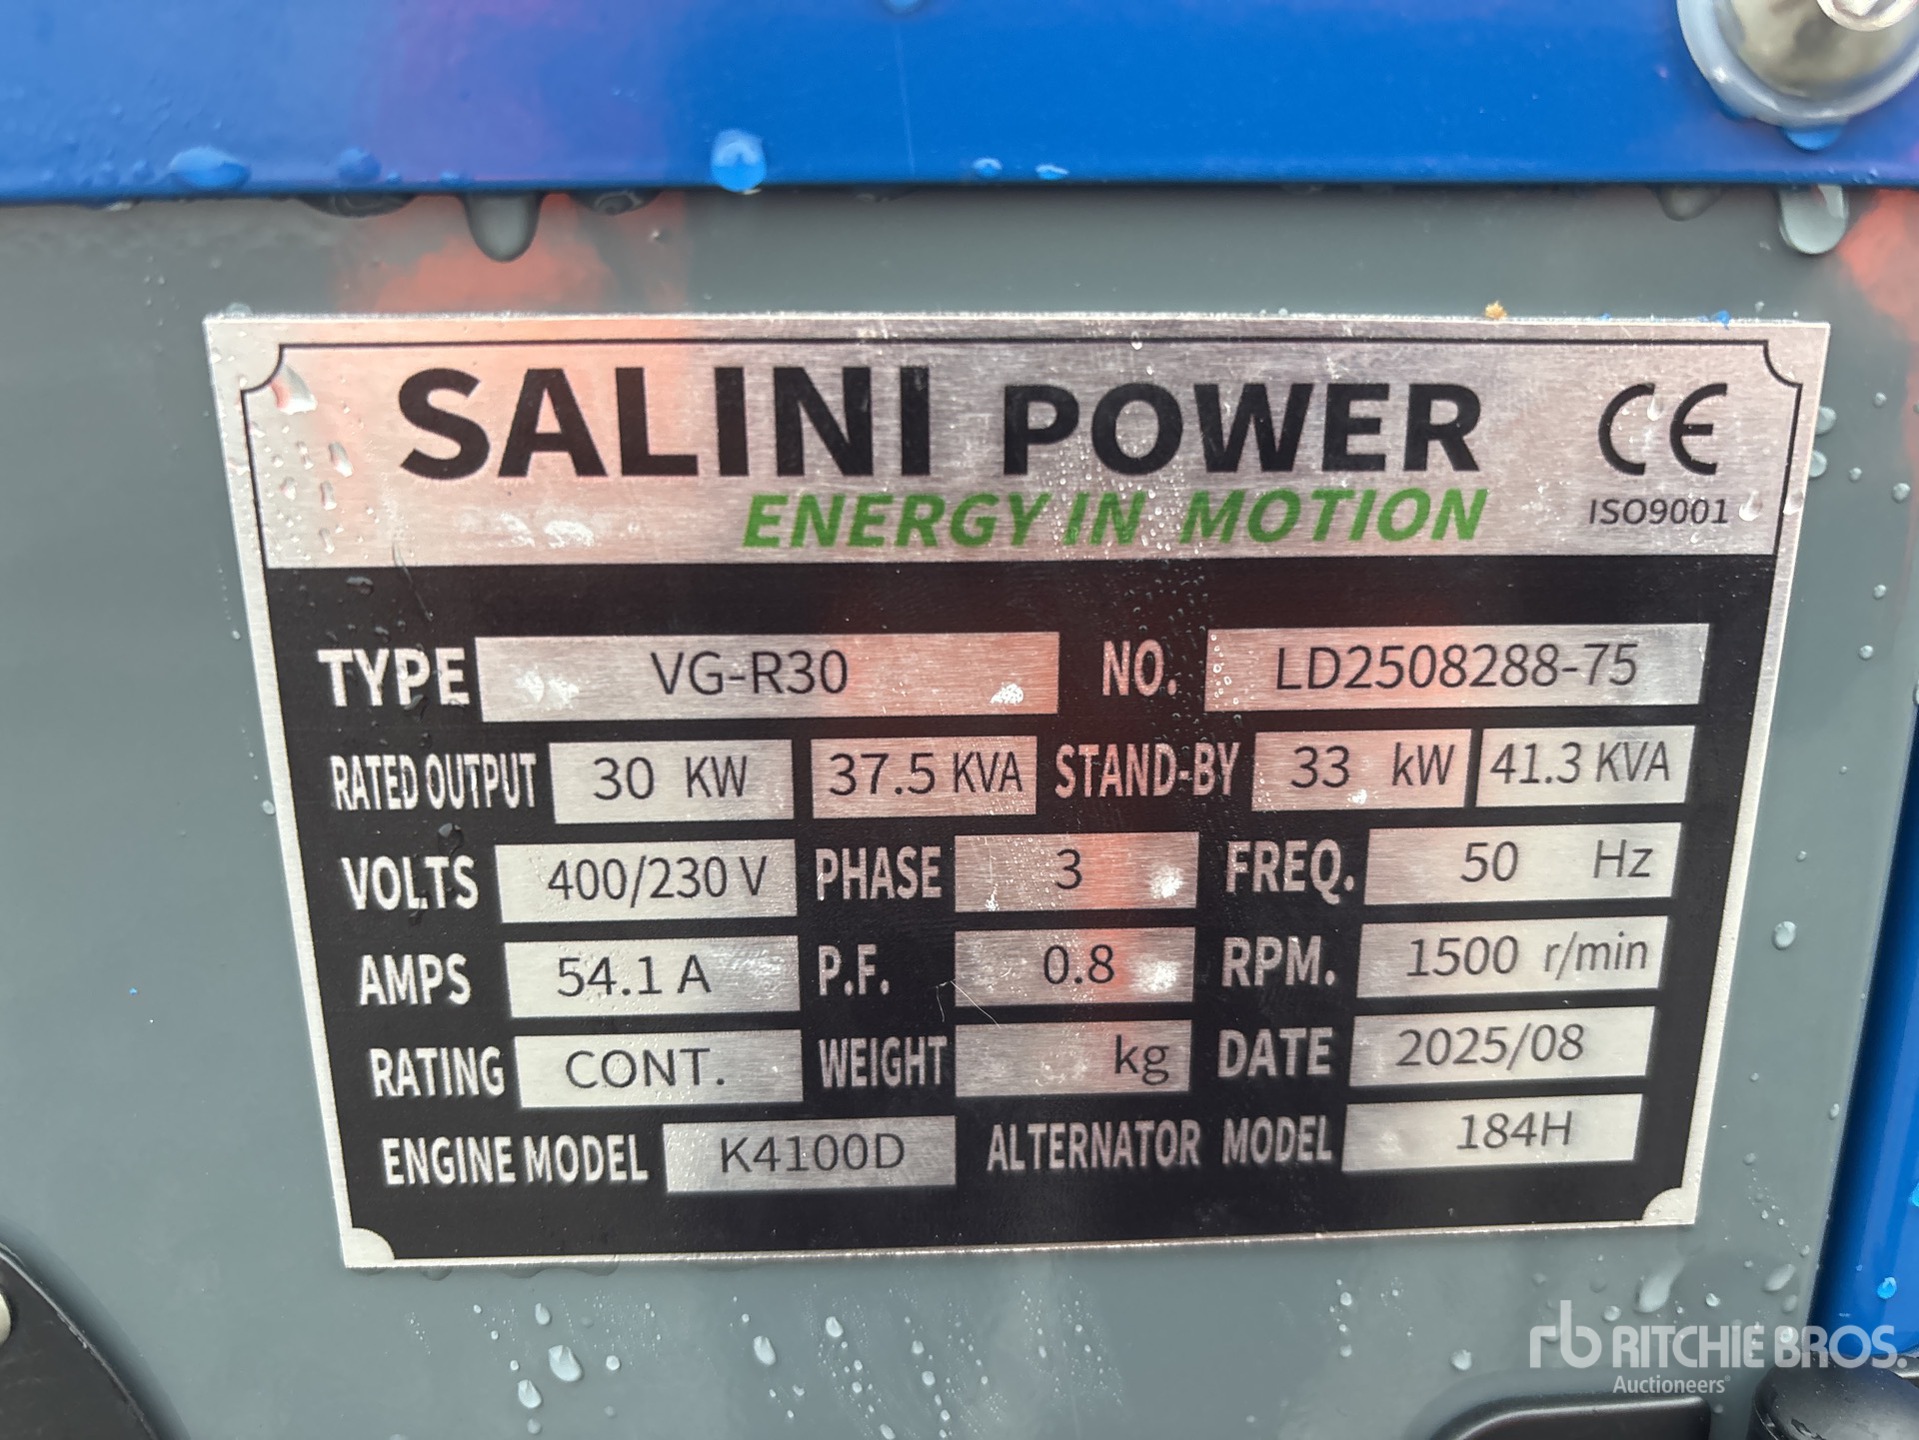 SALINI POWER CE
ENERGY IN MOTION ISO9001
TYPE VG-R30 NO. LD2508288-75
RATED OUTPUT 30 KW 37.5 KVA STAND-BY 33 kW 41.3 KVA
VOLTS 400/230 V PHASE 3 FREQ. 50 Hz
AMPS 54.1 A P.F. 0.8 RPM. 1500 r/min
RATING CONT. WEIGHT kg DATE 2025/08
ENGINE MODEL K4100D ALTERNATOR MODEL 184H
rb RITCHIE BROS.
Auctioneers